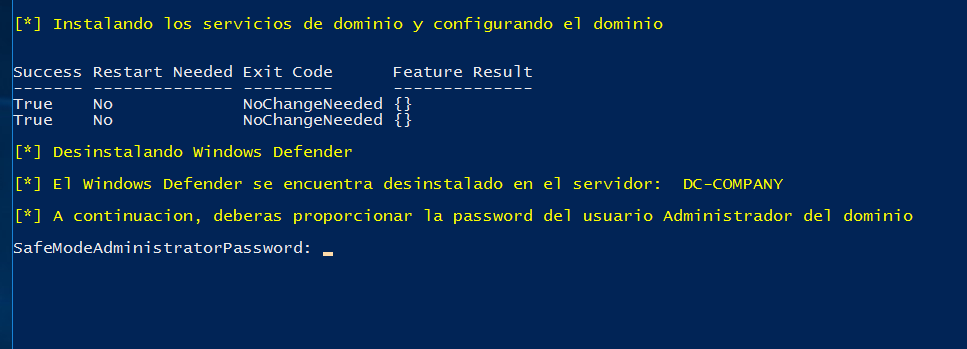 [*] Instalando los servicios de dominio y configurando el dominio
Success Restart Needed Exit Code      Feature Result
------- -------------- ---------      --------------
True    No             NoChangeNeeded {}
True    No             NoChangeNeeded {}
[*] Desinstalando Windows Defender
[*] El Windows Defender se encuentra desinstalado en el servidor:  DC-COMPANY
[*] A continuacion, deberas proporcionar la password del usuario Administrador del dominio
SafeModeAdministratorPassword: _